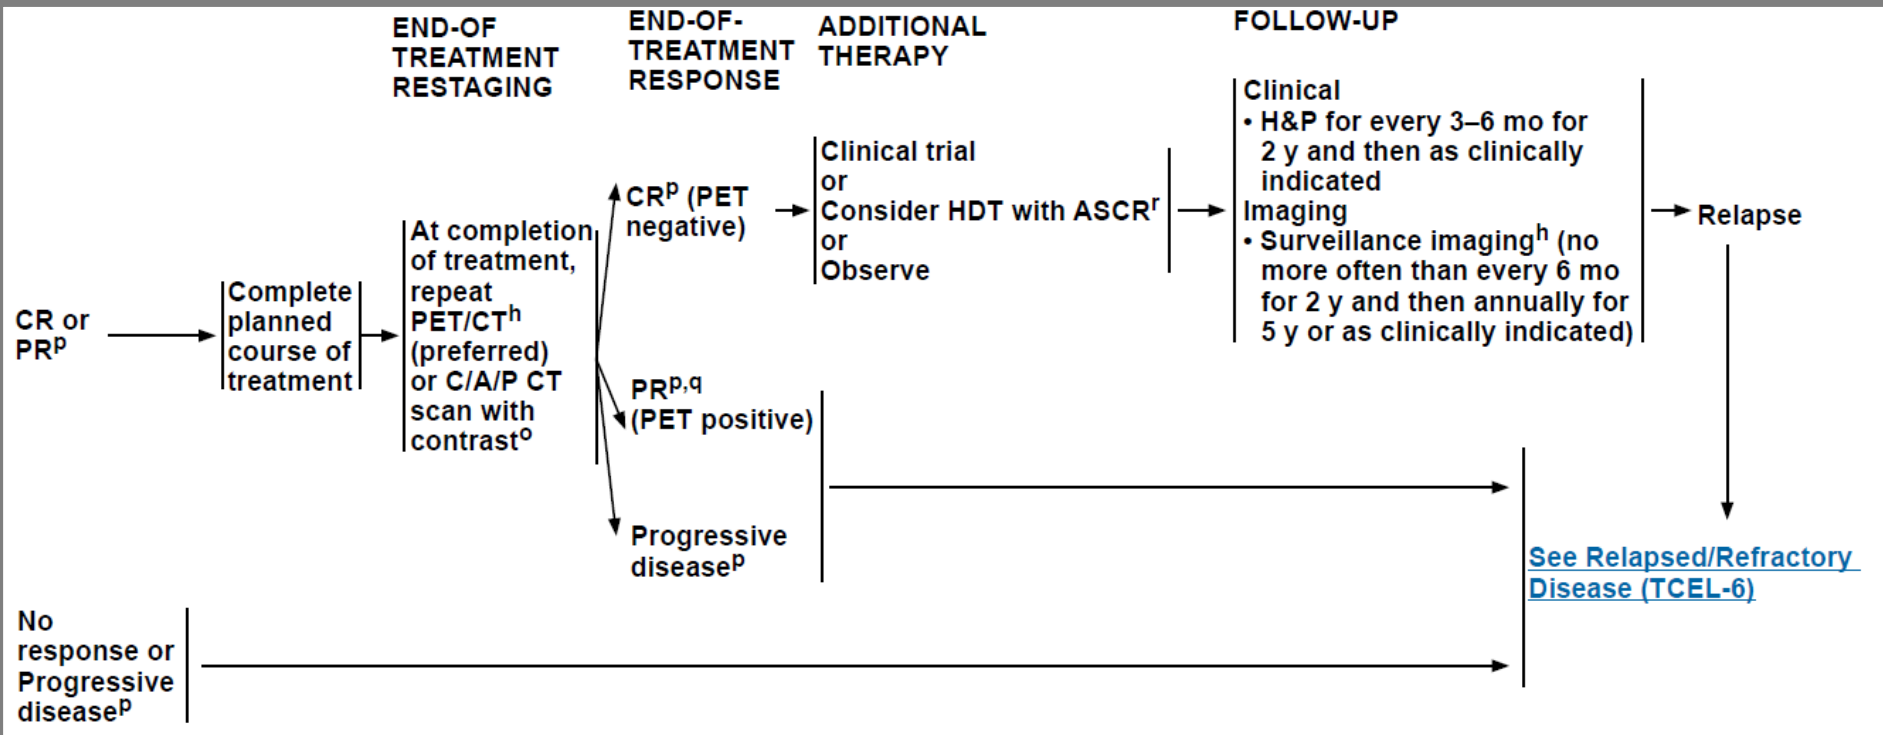 END-OF
TREATMENT
RESTAGING
END-OF-
TREATMENT
RESPONSE
ADDITIONAL
THERAPY
FOLLOW-UP
CR or
PRp
Complete
planned
course of
treatment
At completion
of treatment,
repeat
PET/CTh
(preferred)
or C/A/P CT
scan with
contrasto
CRp (PET
negative)
Clinical trial
or
Consider HDT with ASCRr
or
Observe
Clinical
• H&P for every 3–6 mo for
2 y and then as clinically
indicated
Imaging
• Surveillance imagingh (no
more often than every 6 mo
for 2 y and then annually for
5 y or as clinically indicated)
Relapse
PRp,q
(PET positive)
Progressive
diseasep
See Relapsed/Refractory
Disease (TCEL-6)
No
response or
Progressive
diseasep